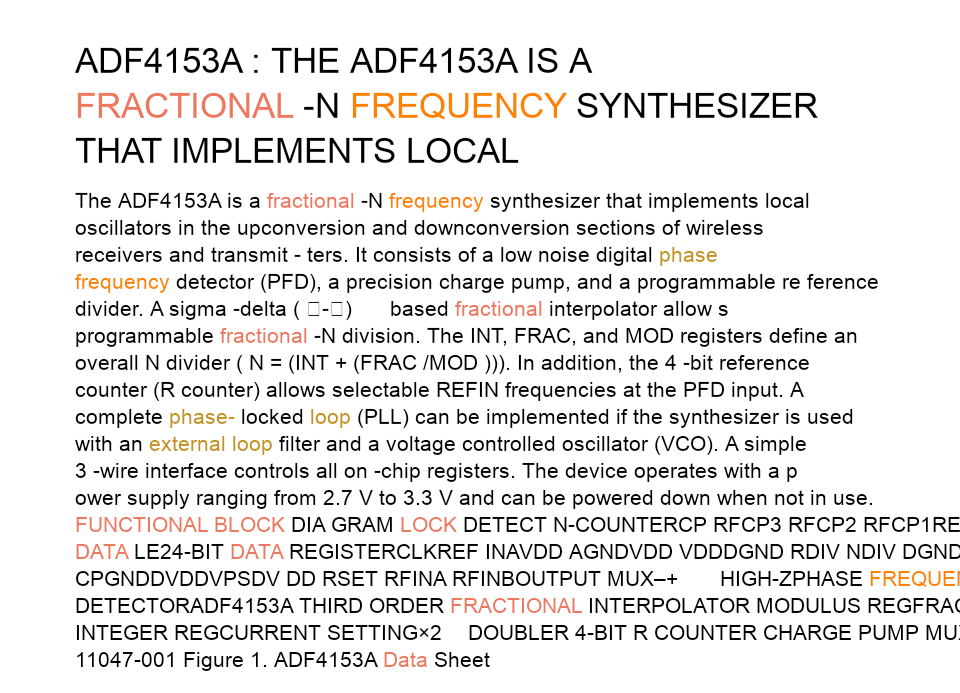 ADF4153A : THE ADF4153A IS A
FRACTIONAL -N FREQUENCY SYNTHESIZER
THAT IMPLEMENTS LOCAL
The ADF4153A is a fractional -N frequency synthesizer that implements local
oscillators in the upconversion and downconversion sections of wireless
receivers and transmit - ters. It consists of a low noise digital phase
frequency detector (PFD), a precision charge pump, and a programmable re ference
divider. A sigma -delta ( □-□) based fractional interpolator allow s
programmable fractional -N division. The INT, FRAC, and MOD registers define an
overall N divider ( N = (INT + (FRAC /MOD ))). In addition, the 4 -bit reference
counter (R counter) allows selectable REFIN frequencies at the PFD input. A
complete phase- locked loop (PLL) can be implemented if the synthesizer is used
with an external loop filter and a voltage controlled oscillator (VCO). A simple
3 -wire interface controls all on -chip registers. The device operates with a p
ower supply ranging from 2.7 V to 3.3 V and can be powered down when not in use.
FUNCTIONAL BLOCK DIA GRAM LOCK DETECT N-COUNTERCP RFCP3 RFCP2 RFCP1RE
DATA LE24-BIT DATA REGISTERCLKREF INAVDD AGNDVDD VDDDGND RDIV NDIV DGND
CPGNDDVDDVPSDV DD RSET RFINA RFINBOUTPUT MUX–+ HIGH-ZPHASE FREQUEN
DETECTORADF4153A THIRD ORDER FRACTIONAL INTERPOLATOR MODULUS REGFRAC
INTEGER REGCURRENT SETTING×2 DOUBLER 4-BIT R COUNTER CHARGE PUMP MUX
11047-001 Figure 1. ADF4153A Data Sheet